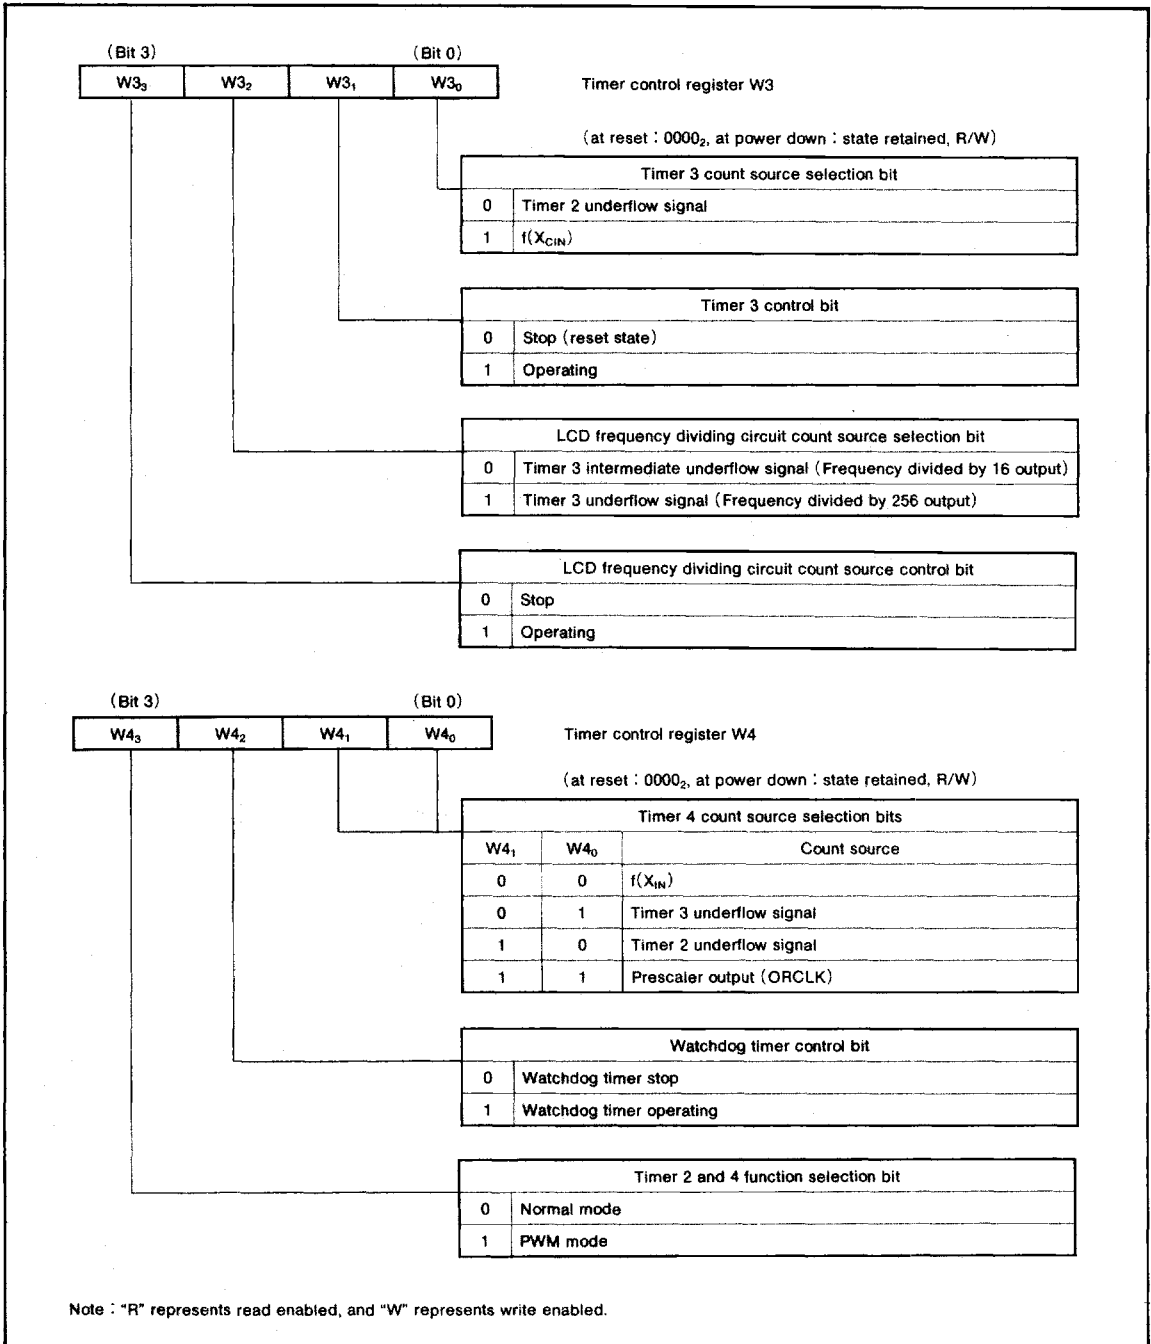 (Bit 3) (Bit 0)
W3₃ W3₂ W3₁ W3₀ Timer control register W3
(at reset : 0000₂, at power down : state retained, R/W)
Timer 3 count source selection bit
0 Timer 2 underflow signal
1 f(X_CIN)
Timer 3 control bit
0 Stop (reset state)
1 Operating
LCD frequency dividing circuit count source selection bit
0 Timer 3 intermediate underflow signal (Frequency divided by 16 output)
1 Timer 3 underflow signal (Frequency divided by 256 output)
LCD frequency dividing circuit count source control bit
0 Stop
1 Operating
(Bit 3) (Bit 0)
W4₃ W4₂ W4₁ W4₀ Timer control register W4
(at reset : 0000₂, at power down : state retained, R/W)
Timer 4 count source selection bits
W4₁ W4₀ Count source
0 0 f(X_IN)
0 1 Timer 3 underflow signal
1 0 Timer 2 underflow signal
1 1 Prescaler output (ORCLK)
Watchdog timer control bit
0 Watchdog timer stop
1 Watchdog timer operating
Timer 2 and 4 function selection bit
0 Normal mode
1 PWM mode
Note : "R" represents read enabled, and "W" represents write enabled.